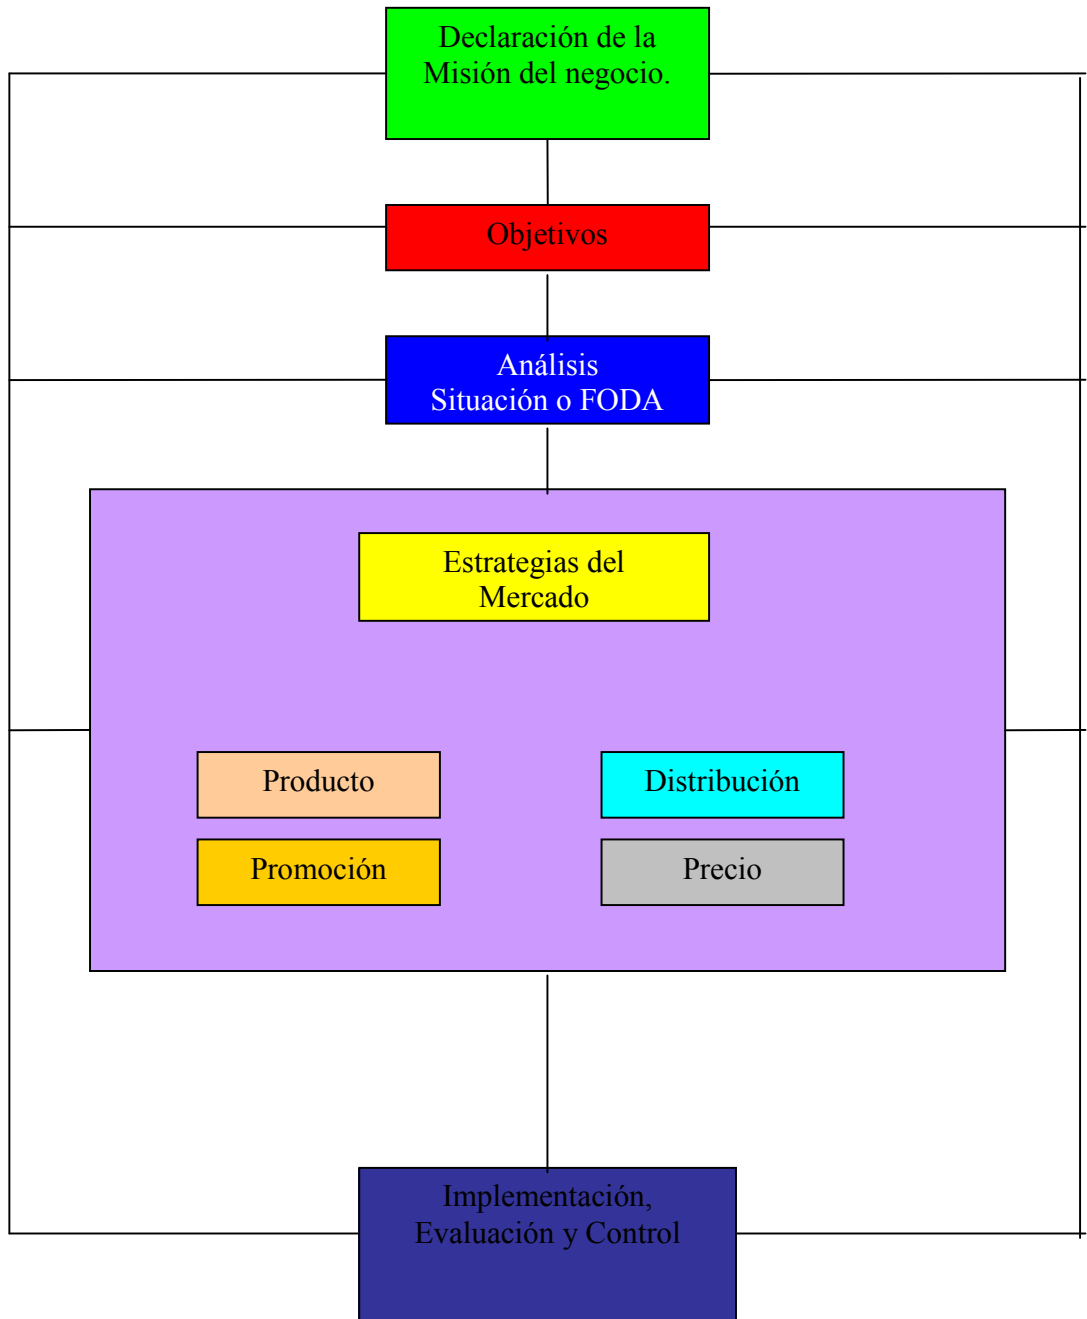 Declaración de la
Misión del negocio.
Objetivos
Análisis
Situación o FODA
Estrategias del
Mercado
Producto
Distribución
Promoción
Precio
Implementación,
Evaluación y Control